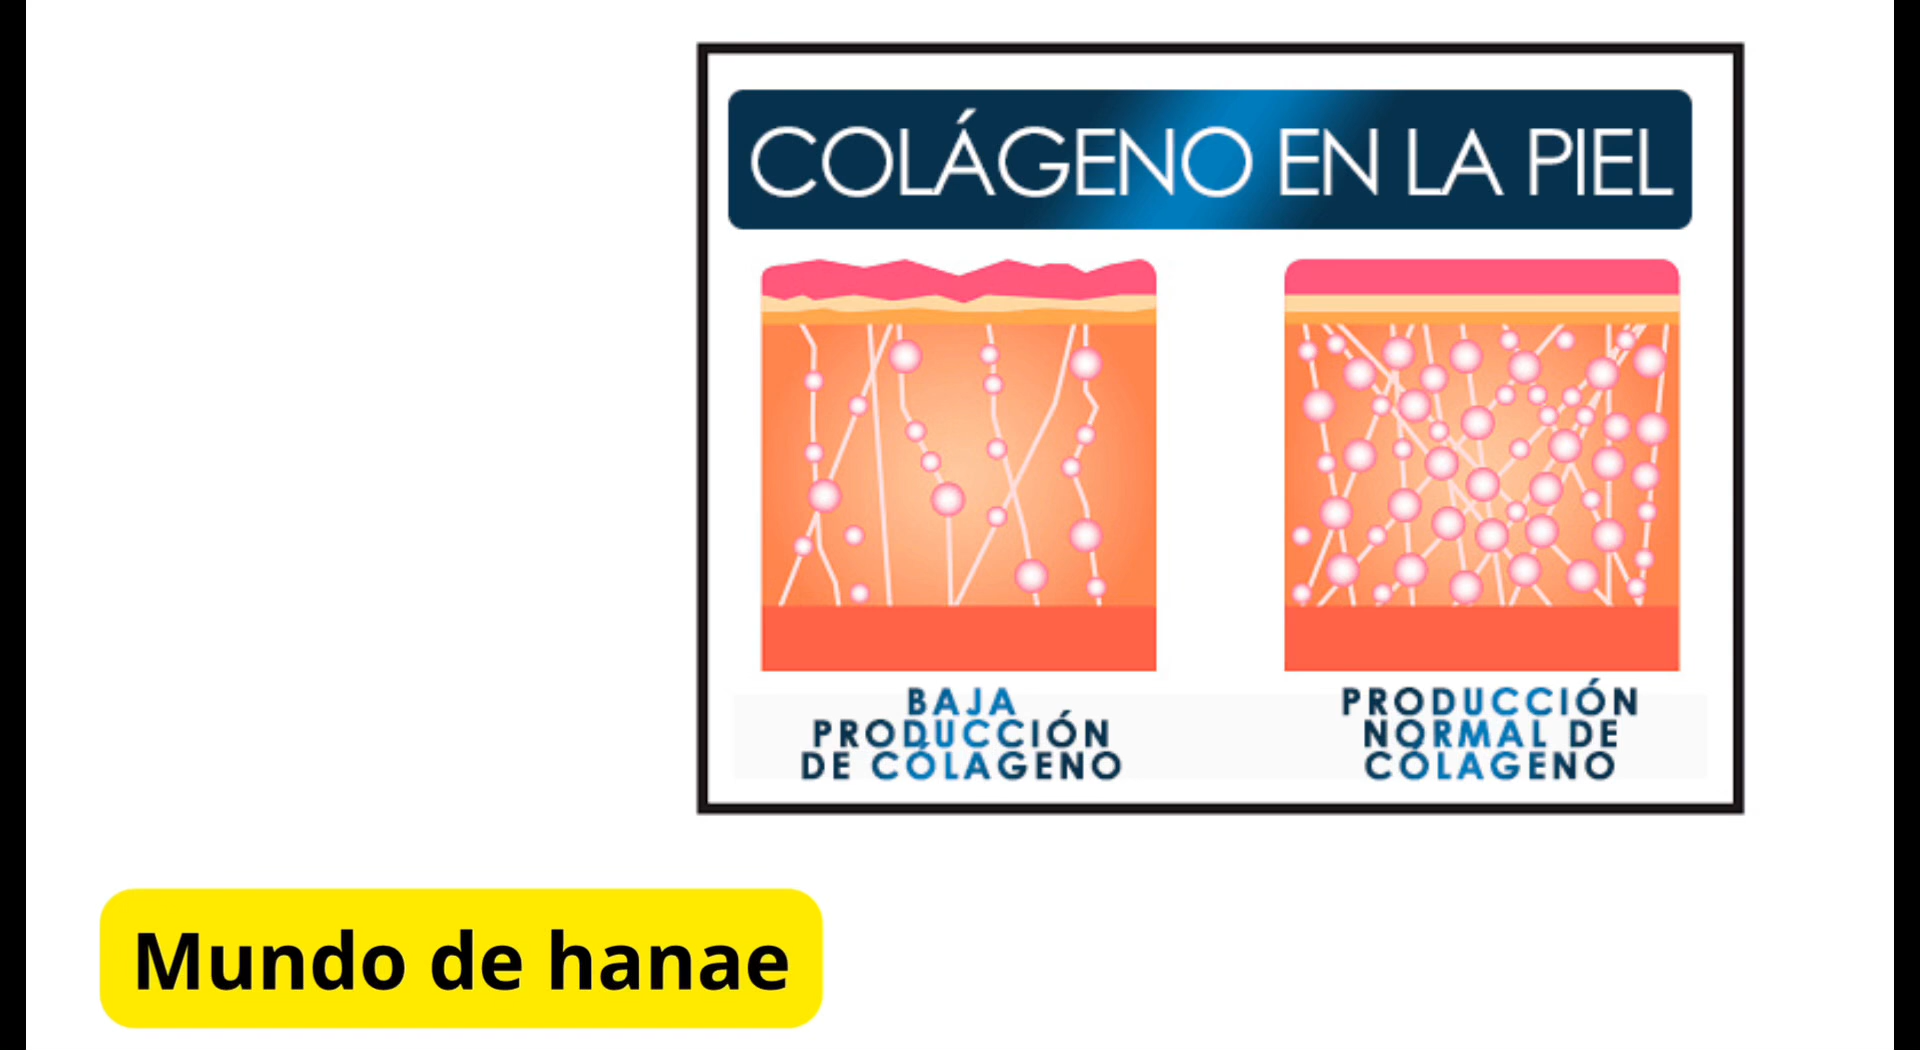 COLÁGENO EN LA PIEL
BAJA
PRODUCCIÓN
DE COLAGENO
PRODUCCIÓN
NORMAL DE
COLAGENO
Mundo de hanae